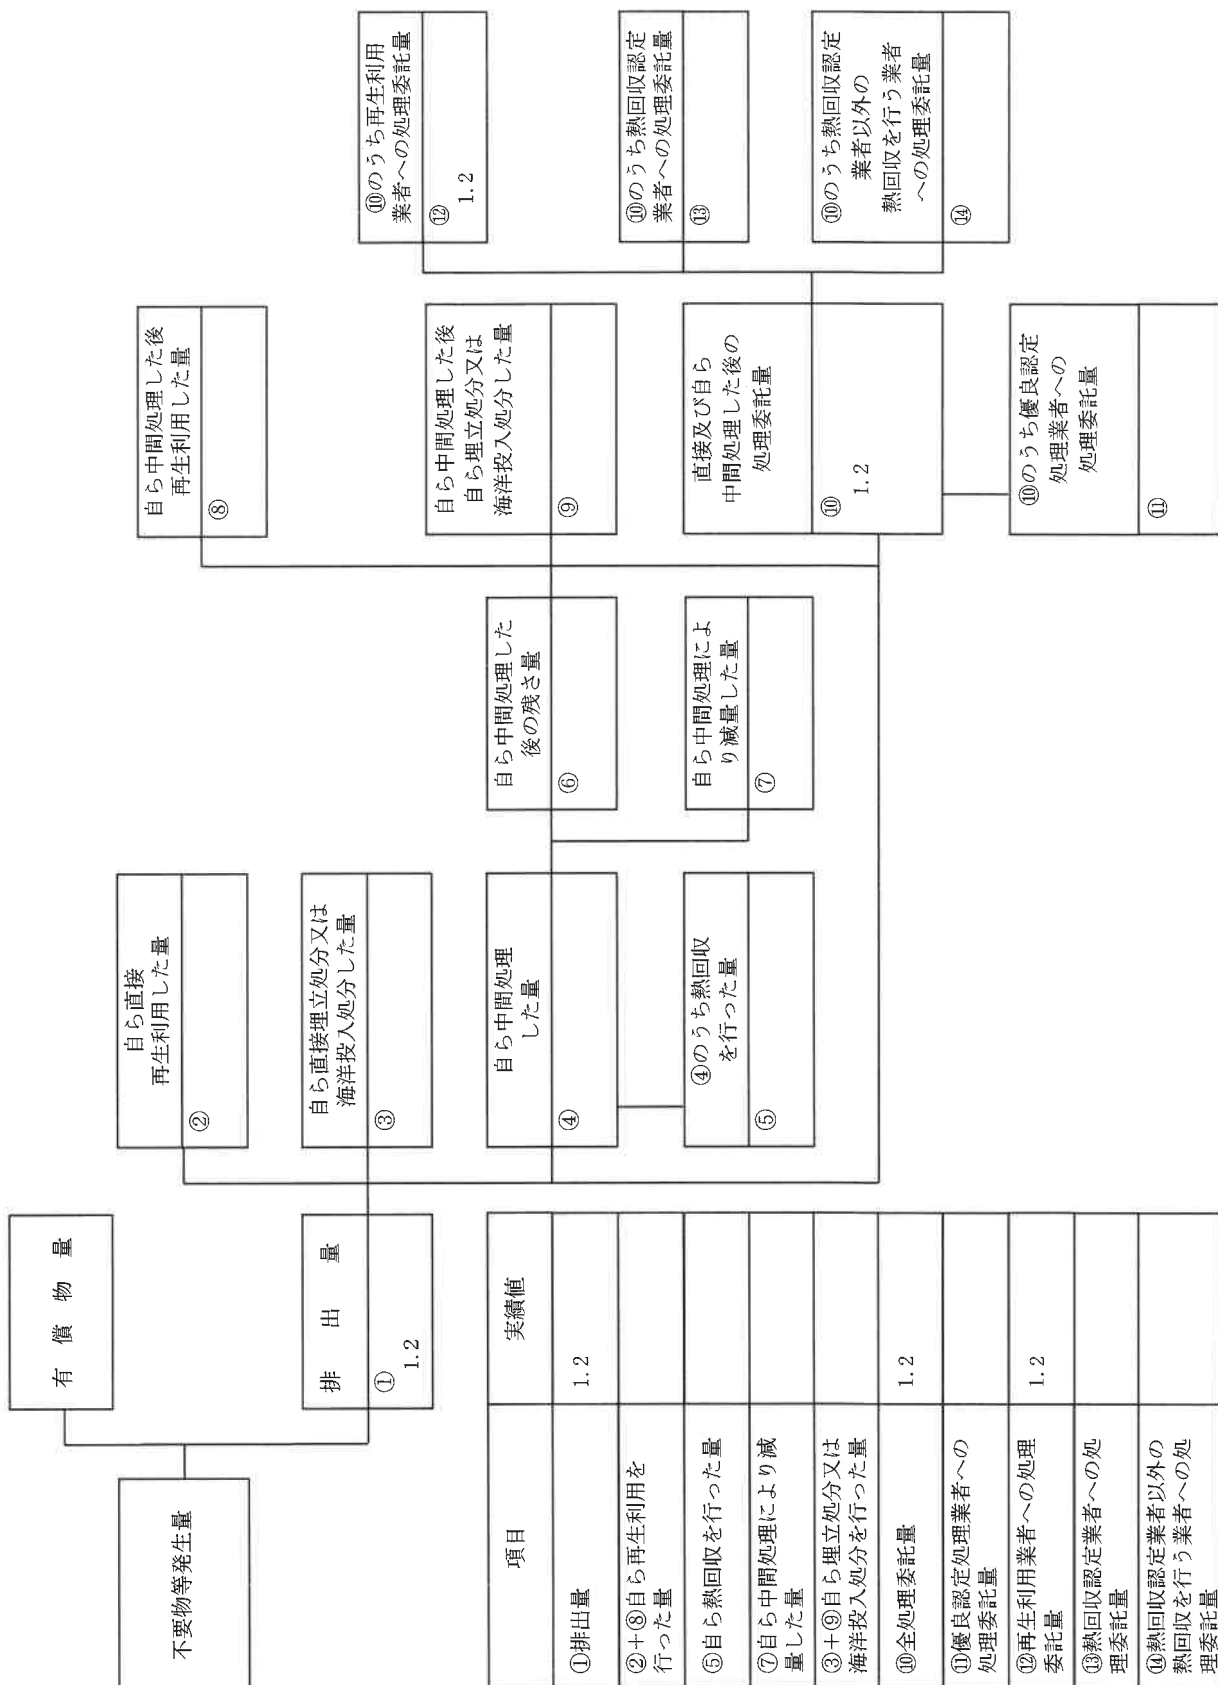 不要物等発生量
有償物量
排出量
①
1.2
自ら直接
再生利用した量
②
自ら直接埋立処分又は
海洋投入処分した量
③
自ら中間処理
した量
④
④のうち熱回収
を行った量
⑤
自ら中間処理した
後の残さ量
⑥
自ら中間処理によ
り減量した量
⑦
自ら中間処理した後
再生利用した量
⑧
自ら中間処理した後
自ら埋立処分又は
海洋投入処分した量
⑨
直接及び自ら
中間処理した後の
処理委託量
⑩
1.2
⑩のうち優良認定
処理業者への
処理委託量
⑪
⑩のうち再生利用
業者への処理委託量
⑫
1.2
⑩のうち熱回収認定
業者への処理委託量
⑬
⑩のうち熱回収認定
業者以外の
熱回収を行う業者
への処理委託量
⑭
項目 実績値
①排出量 1.2
②+⑧自ら再生利用を
行った量
⑤自ら熱回収を行った量
⑦自ら中間処理により減
量した量
③+⑨自ら埋立処分又は
海洋投入処分を行った量
⑩全処理委託量 1.2
⑪優良認定処理業者への
処理委託量
⑫再生利用業者への処理
委託量 1.2
⑬熱回収認定業者への処
理委託量
⑭熱回収認定業者以外の
熱回収を行う業者への処
理委託量